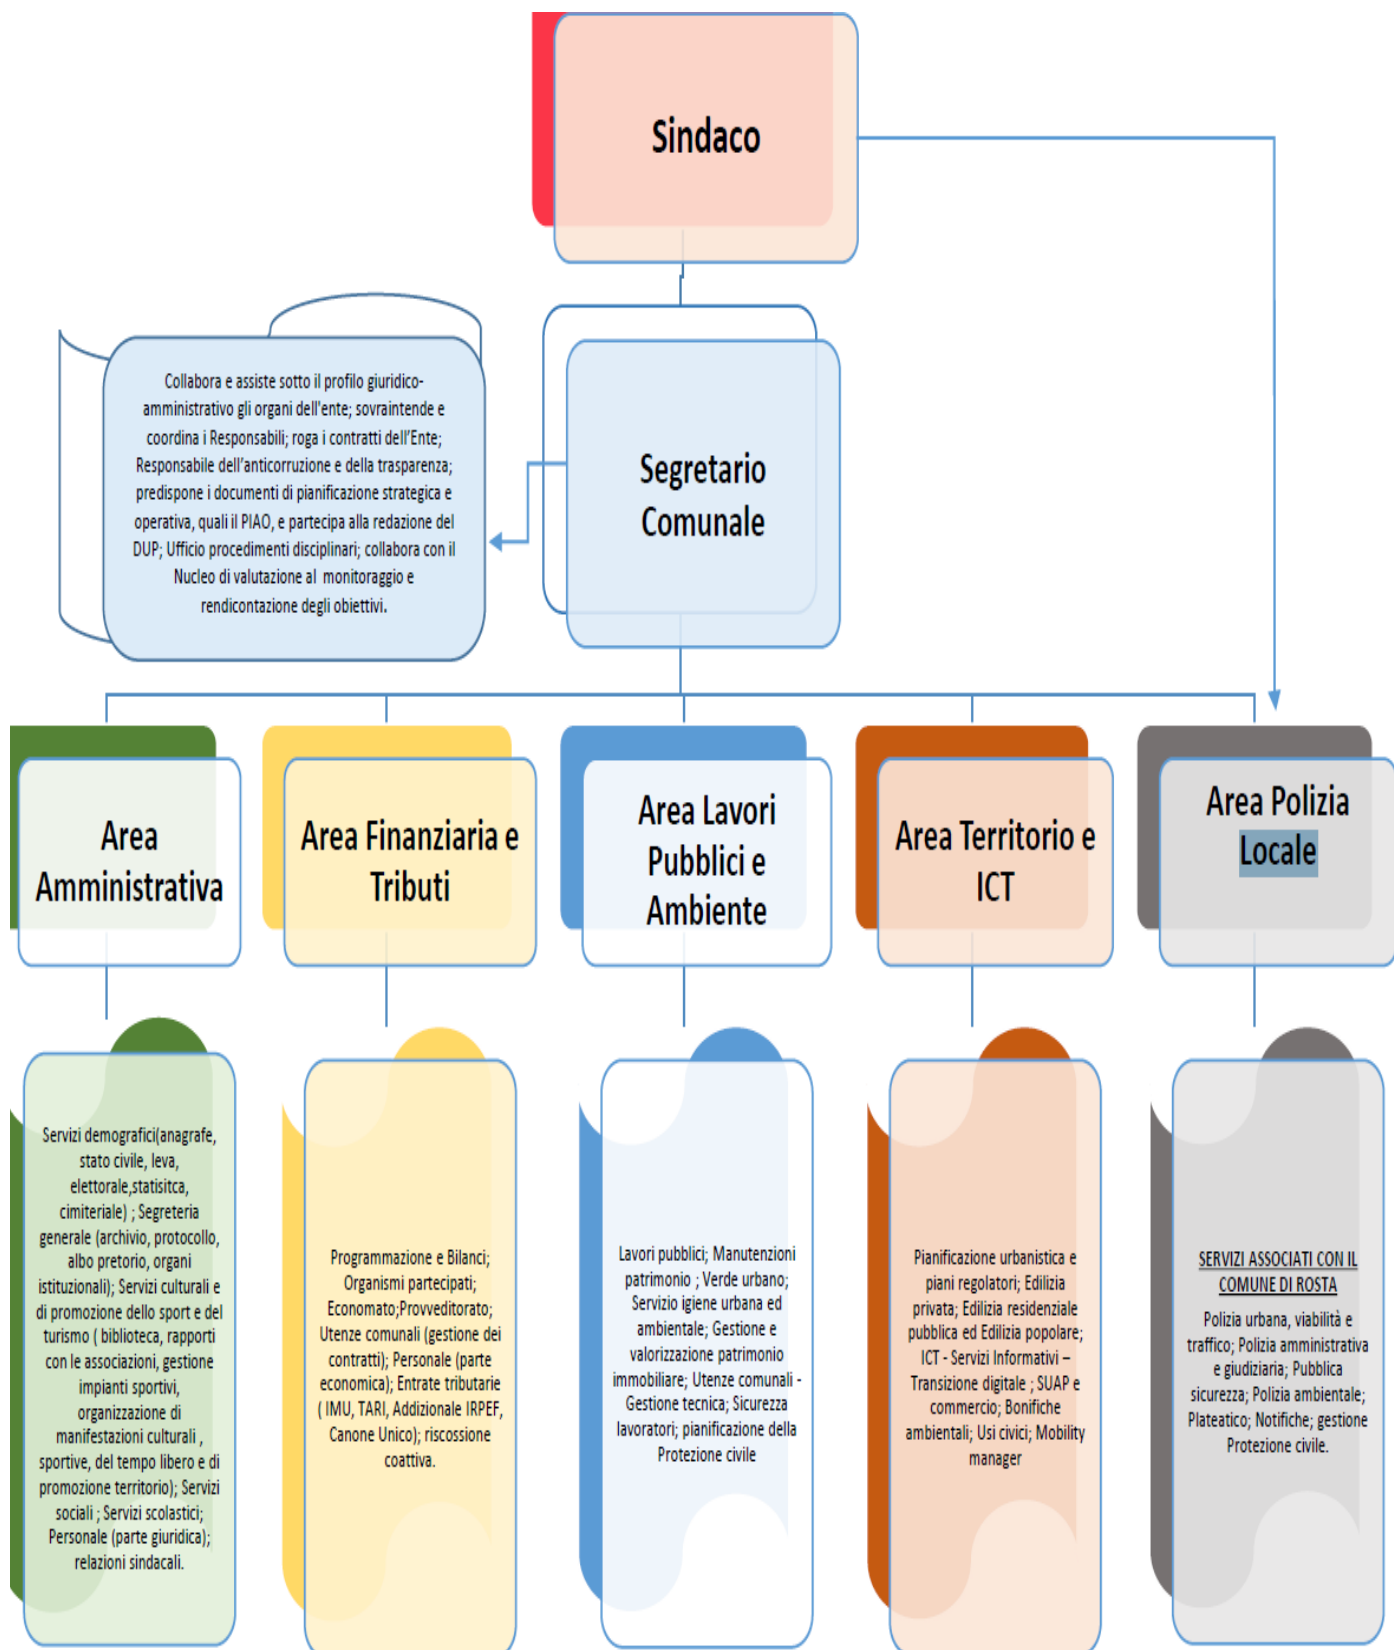 Sindaco
Collabora e assiste sotto il profilo giuridico-
amministrativo gli organi dell'ente; sovraintende e
coordina i Responsabili; roga i contratti dell'Ente;
Responsabile dell'anticorruzione e della trasparenza;
predispone i documenti di pianificazione strategica e
operativa, quali il PIAO, e partecipa alla redazione del
DUP; Ufficio procedimenti disciplinari; collabora con il
Nucleo di valutazione al monitoraggio e
rendicontazione degli obiettivi.
Segretario
Comunale
Area
Amministrativa
Area Finanziaria e
Tributi
Area Lavori
Pubblici e
Ambiente
Area Territorio e
ICT
Area Polizia
Locale
Servizi demografici(anagrafe,
stato civile, leva,
elettorale,statisitca,
cimiteriale) ; Segreteria
generale (archivio, protocollo,
albo pretorio, organi
istituzionali); Servizi culturali e
di promozione dello sport e del
turismo ( biblioteca, rapporti
con le associazioni, gestione
impianti sportivi,
organizzazione di
manifestazioni culturali ,
sportive, del tempo libero e di
promozione territorio); Servizi
sociali ; Servizi scolastici;
Personale (parte giuridica);
relazioni sindacali.
Programmazione e Bilanci;
Organismi partecipati;
Economato;Provveditorato;
Utenze comunali (gestione dei
contratti); Personale (parte
economica); Entrate tributarie
( IMU, TARI, Addizionale IRPEF,
Canone Unico); riscossione
coattiva.
Lavori pubblici; Manutenzioni
patrimonio ; Verde urbano;
Servizio igiene urbana ed
ambientale; Gestione e
valorizzazione patrimonio
immobiliare; Utenze comunali -
Gestione tecnica; Sicurezza
lavoratori; pianificazione della
Protezione civile
Pianificazione urbanistica e
piani regolatori; Edilizia
privata; Edilizia residenziale
pubblica ed Edilizia popolare;
ICT - Servizi Informativi –
Transizione digitale ; SUAP e
commercio; Bonifiche
ambientali; Usi civici; Mobility
manager
SERVIZI ASSOCIATI CON IL
COMUNE DI ROSTA
Polizia urbana, viabilità e
traffico; Polizia amministrativa
e giudiziaria; Pubblica
sicurezza; Polizia ambientale;
Plateatico; Notifiche; gestione
Protezione civile.